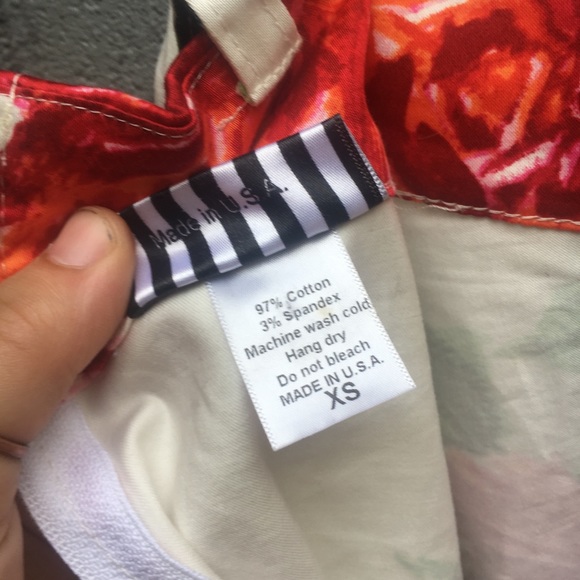 Made in U.S.A.
97% Cotton
3% Spandex
Machine wash cold
Hang dry
Do not bleach
MADE IN U.S.A.
XS